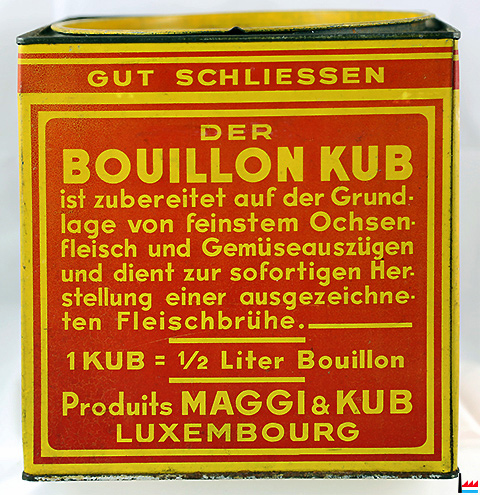 GUT SCHLIESSEN
DER
BOUILLON KUB
ist zubereitet auf der Grund-
lage von feinstem Ochsen-
fleisch und Gemüseauszügen
und dient zur sofortigen Her-
stellung einer ausgezeichne-
ten Fleischbrühe.
1 KUB = ½ Liter Bouillon
Produits MAGGI & KUB
LUXEMBOURG